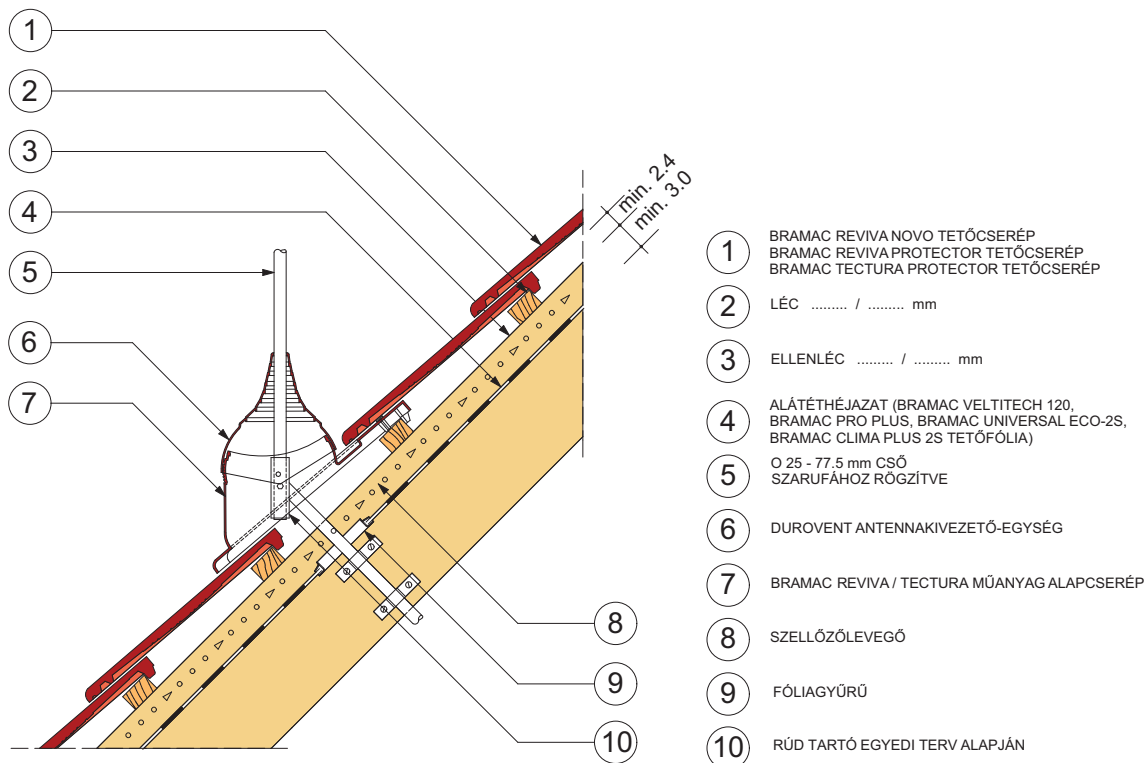 1
2
3
4
5
6
7
min. 2.4
min. 3.0
8
9
10
1 BRAMAC REVIVA NOVO TETŐCSERÉP
BRAMAC REVIVA PROTECTOR TETŐCSERÉP
BRAMAC TECTURA PROTECTOR TETŐCSERÉP
2 LÉC ......... / ......... mm
3 ELLENLÉC ......... / ......... mm
4 ALÁTÉTHÉJAZAT (BRAMAC VELTITECH 120,
BRAMAC PRO PLUS, BRAMAC UNIVERSAL ECO-2S,
BRAMAC CLIMA PLUS 2S TETŐFÓLIA)
5 O 25 - 77.5 mm CSŐ
SZARUFÁHOZ RÖGZÍTVE
6 DUROVENT ANTENNAKIVEZETŐ-EGYSÉG
7 BRAMAC REVIVA / TECTURA MŰANYAG ALAPCSERÉP
8 SZELLŐZŐLEVEGŐ
9 FÓLIAGYŰRŰ
10 RÚD TARTÓ EGYEDI TERV ALAPJÁN